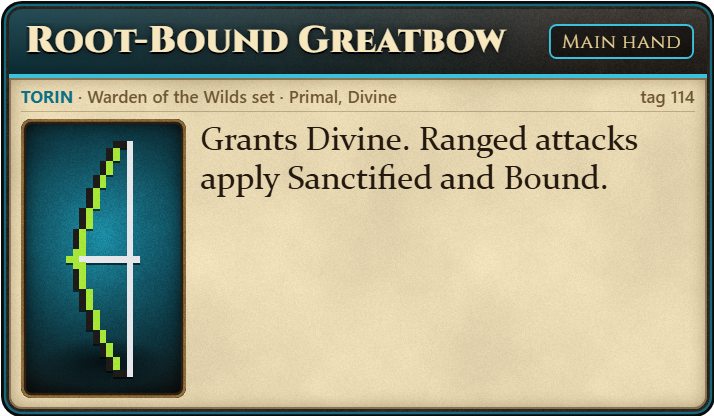 Root-Bound Greatbow
Main hand
TORIN · Warden of the Wilds set · Primal, Divine
tag 114
Grants Divine. Ranged attacks
apply Sanctified and Bound.